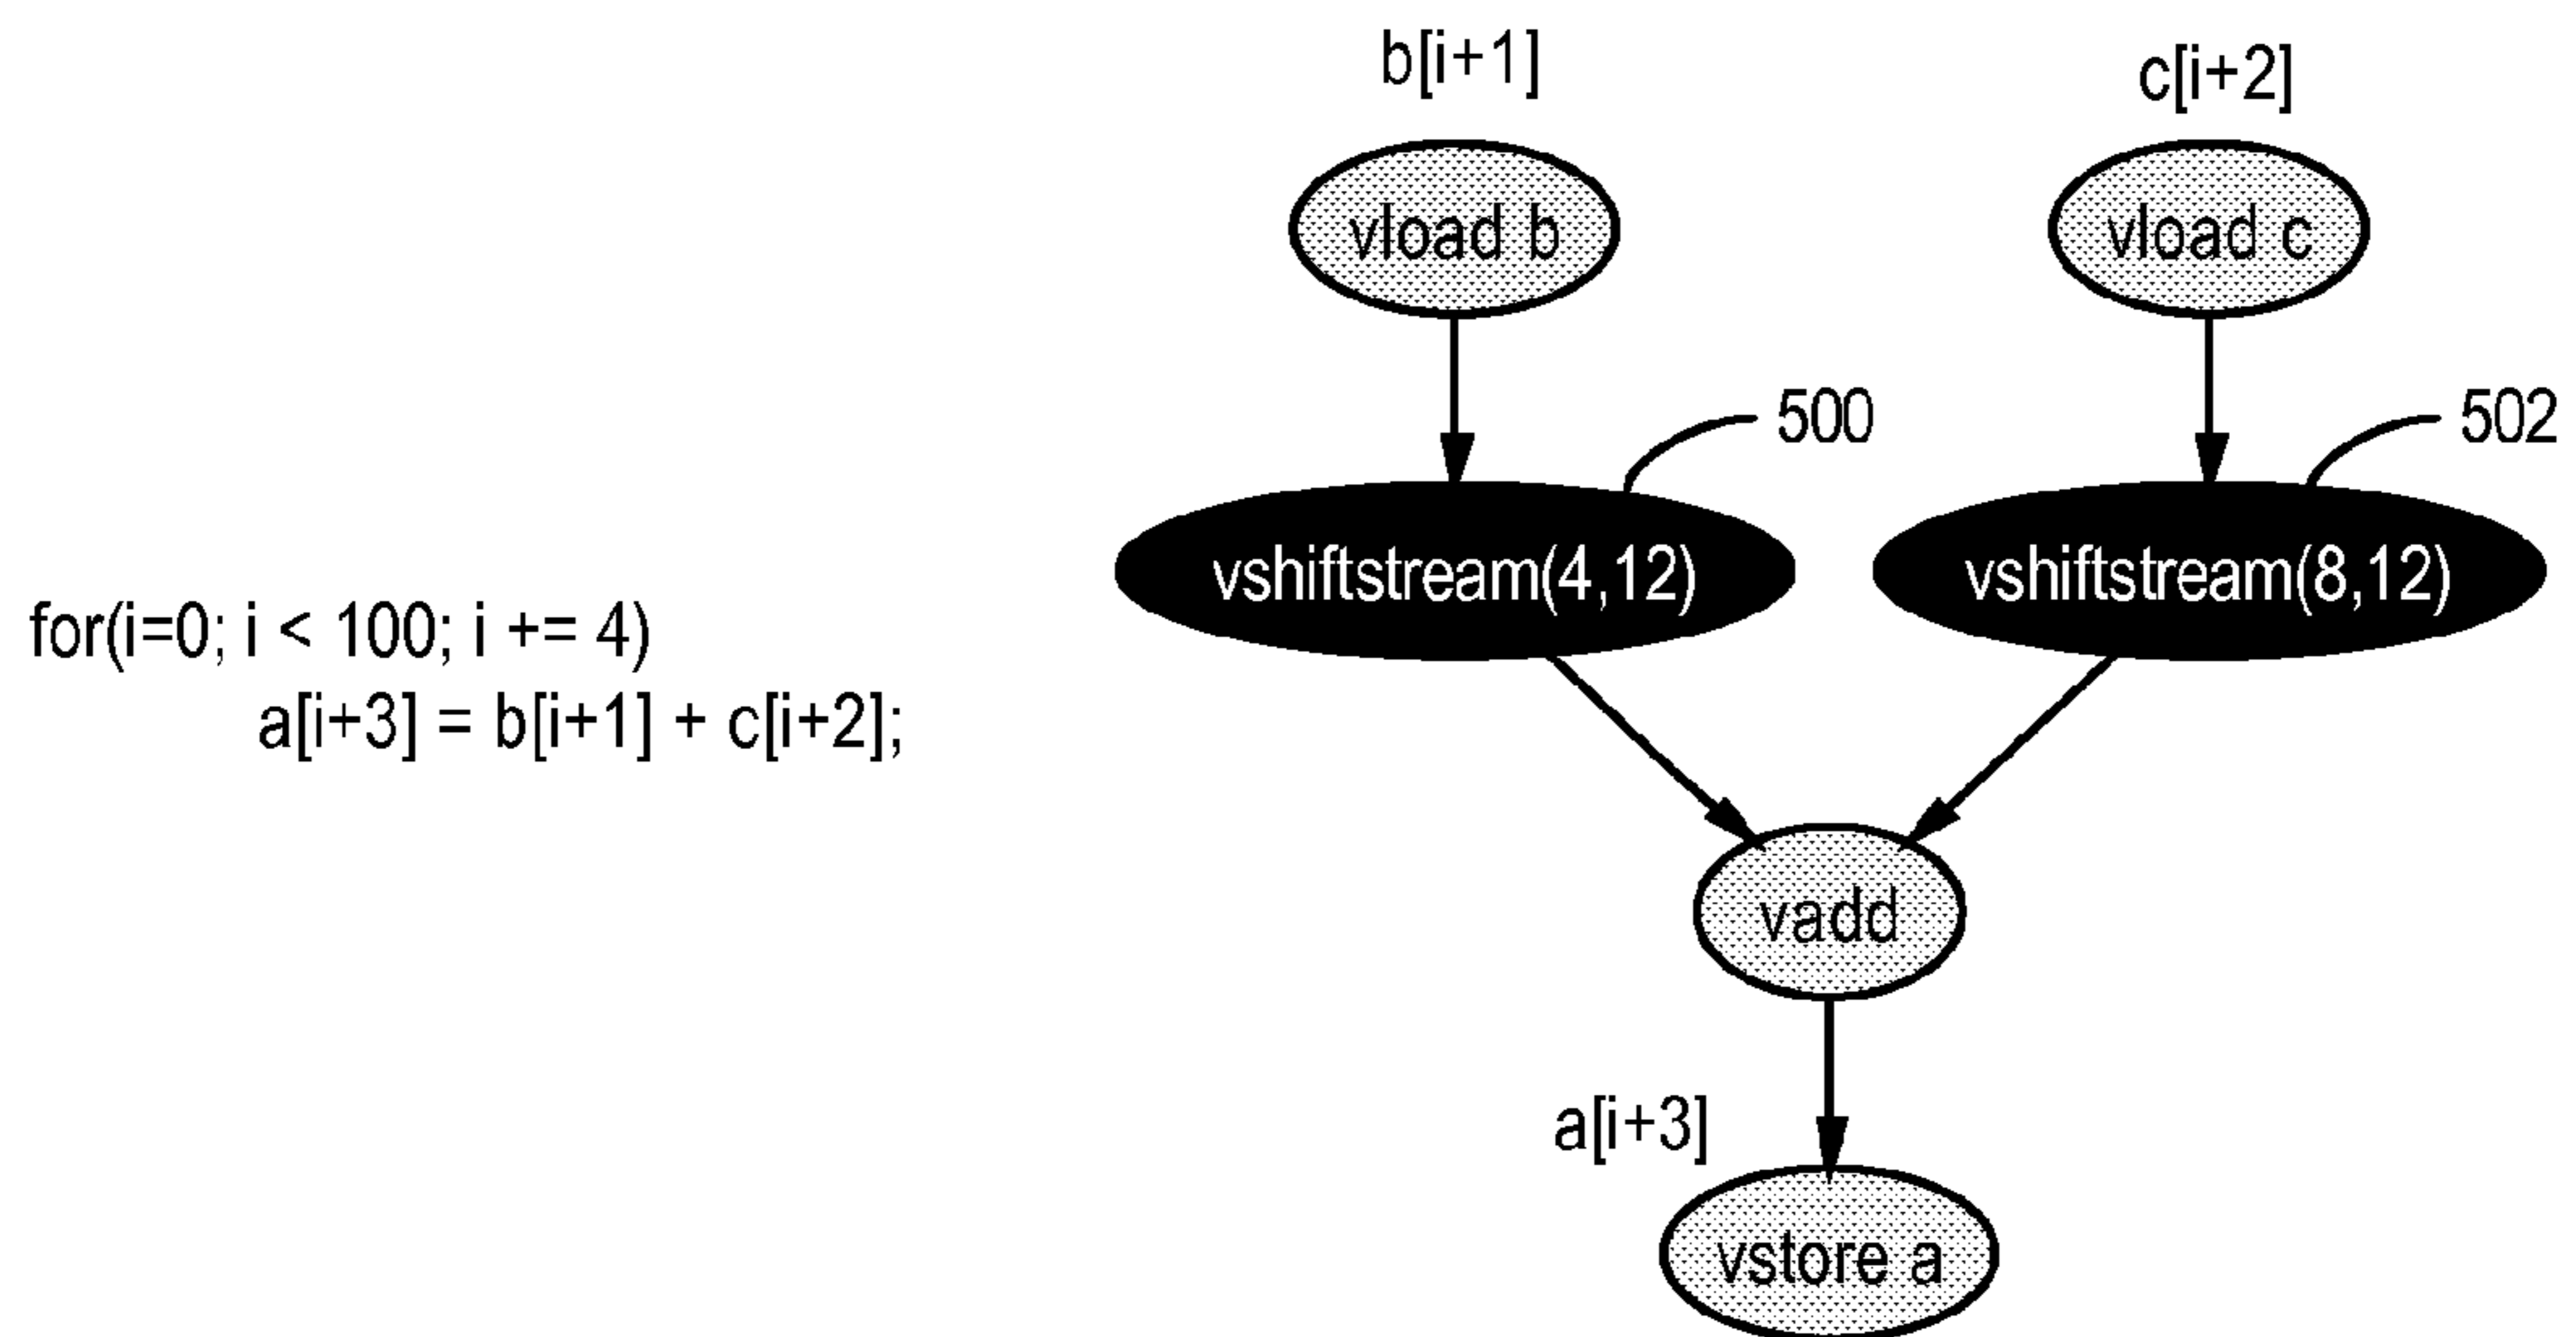 b[i+1]
c[i+2]
vload b
vload c
500
502
vshiftstream(4,12)
vshiftstream(8,12)
for(i=0; i < 100; i += 4)
a[i+3] = b[i+1] + c[i+2];
vadd
a[i+3]
vstore a